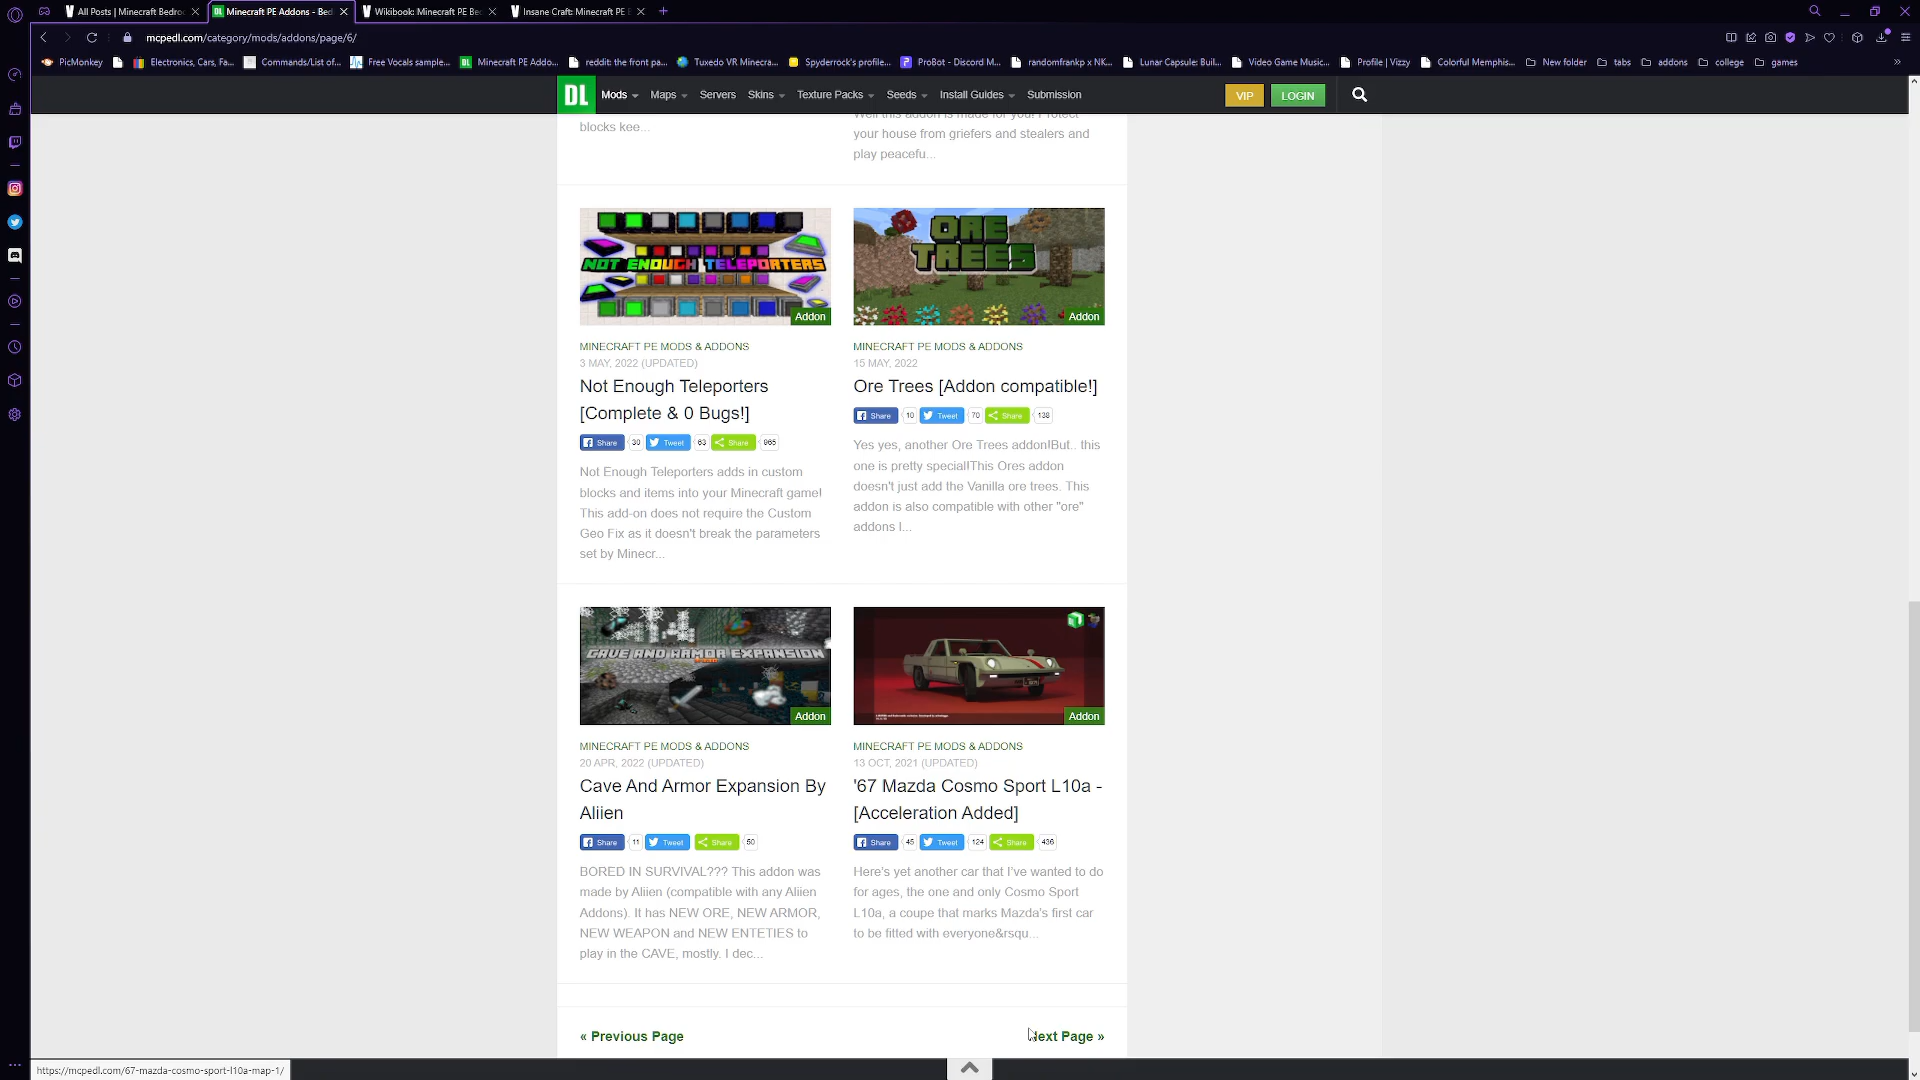 All Posts | Minecraft Bedro
Minecraft PE Addons - Bed
Wikibook: Minecraft PE Be
Insane Craft: Minecraft PE
mcpedl.com/category/mods/addons/page/6/
PicMonkey
Electronics, Cars, Fa...
Commands/List of...
Free Vocals sample...
Minecraft PE Addo...
reddit: the front pa...
Tuxedo VR Minecra...
Spyderrock's profile...
ProBot - Discord M...
randomfrankp x NK...
Lunar Capsule: Buil...
Video Game Music...
Profile | Vizzy
Colorful Memphis...
New folder
tabs
addons
college
games
»
DL
Mods
Maps
Servers
Skins
Texture Packs
Seeds
Install Guides
Submission
VIP
LOGIN
blocks kee...
Well this addon is made for you! Protect
your house from griefers and stealers and
play peacefu...
NOT ENOUGH TELEPORTERS
Addon
MINECRAFT PE MODS & ADDONS
3 MAY, 2022 (UPDATED)
Not Enough Teleporters
[Complete & 0 Bugs!]
Share 30 Tweet 63 Share 965
Not Enough Teleporters adds in custom
blocks and items into your Minecraft game!
This add-on does not require the Custom
Geo Fix as it doesn't break the parameters
set by Minecr...
ORE
TREES
Addon
MINECRAFT PE MODS & ADDONS
15 MAY, 2022
Ore Trees [Addon compatible!]
Share 10 Tweet 70 Share 138
Yes yes, another Ore Trees addon!But.. this
one is pretty special!This Ores addon
doesn't just add the Vanilla ore trees. This
addon is also compatible with other "ore"
addons I...
CAVE AND ARMOR EXPANSION
Addon
MINECRAFT PE MODS & ADDONS
20 APR, 2022 (UPDATED)
Cave And Armor Expansion By
Aliien
Share 11 Tweet Share 50
BORED IN SURVIVAL??? This addon was
made by Aliien (compatible with any Aliien
Addons). It has NEW ORE, NEW ARMOR,
NEW WEAPON and NEW ENTETIES to
play in the CAVE, mostly. I dec...
Addon
MINECRAFT PE MODS & ADDONS
13 OCT, 2021 (UPDATED)
'67 Mazda Cosmo Sport L10a -
[Acceleration Added]
Share 45 Tweet 124 Share 436
Here's yet another car that I've wanted to do
for ages, the one and only Cosmo Sport
L10a, a coupe that marks Mazda's first car
to be fitted with everyone&rsqu...
« Previous Page
ext Page »
https://mcpedl.com/67-mazda-cosmo-sport-l10a-map-1/